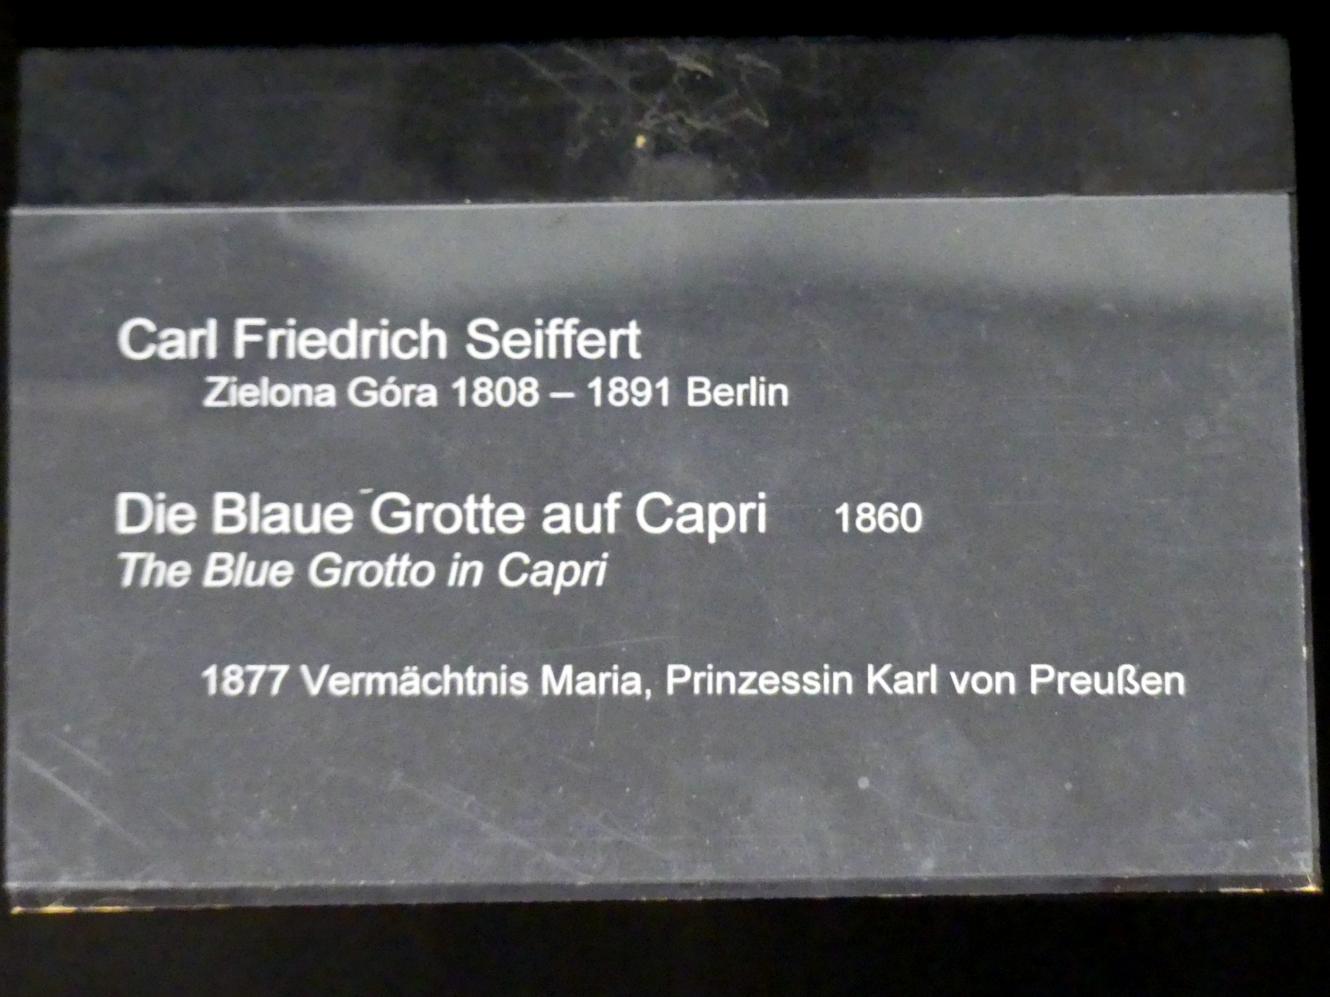 Carl Friedrich Seiffert
Zielona Góra 1808 – 1891 Berlin
Die Blaue Grotte auf Capri 1860
The Blue Grotto in Capri
1877 Vermächtnis Maria, Prinzessin Karl von Preußen